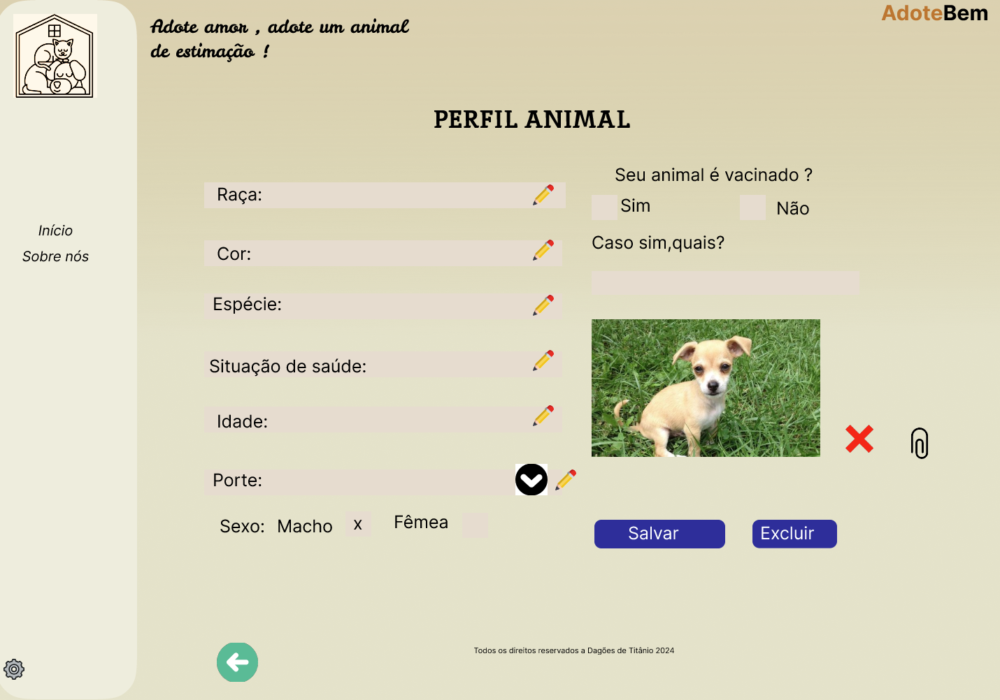 AdoteBem
Adote amor , adote um animal
de estimação !
PERFIL ANIMAL
Início
Sobre nós
Raça:
Cor:
Espécie:
Situação de saúde:
Idade:
Porte:
Sexo: Macho x Fêmea
Seu animal é vacinado ?
Sim Não
Caso sim,quais?
Salvar Excluir
Todos os direitos reservados a Dagões de Titânio 2024